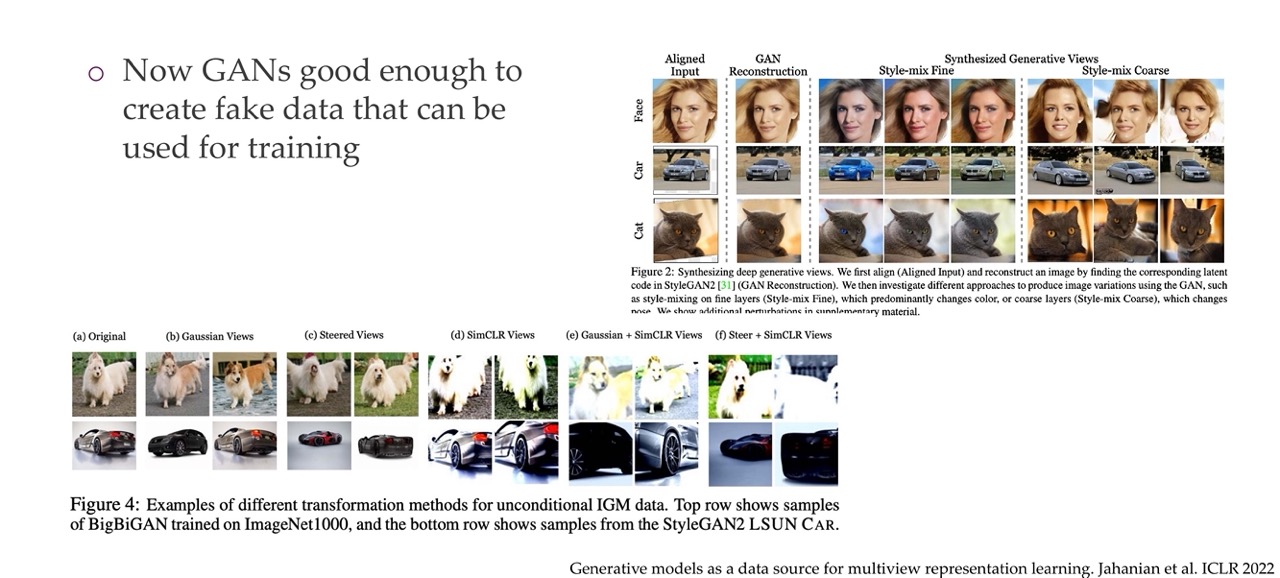 ○ Now GANs good enough to
create fake data that can be
used for training
Aligned Input
GAN Reconstruction
Synthesized Generative Views
Style-mix Fine
Style-mix Coarse
Face
Car
Cat
Figure 2: Synthesizing deep generative views. We first align (Aligned Input) and reconstruct an image by finding the corresponding latent
code in StyleGAN2 [31] (GAN Reconstruction). We then investigate different approaches to produce image variations using the GAN, such
as style-mixing on fine layers (Style-mix Fine), which predominantly changes color, or coarse layers (Style-mix Coarse), which changes
pose. We show additional perturbations in supplementary material.
(a) Original
(b) Gaussian Views
(c) Steered Views
(d) SimCLR Views
(e) Gaussian + SimCLR Views
(f) Steer + SimCLR Views
Figure 4: Examples of different transformation methods for unconditional IGM data. Top row shows samples
of BigBiGAN trained on ImageNet1000, and the bottom row shows samples from the StyleGAN2 LSUN CAR.
Generative models as a data source for multiview representation learning. Jahanian et al. ICLR 2022